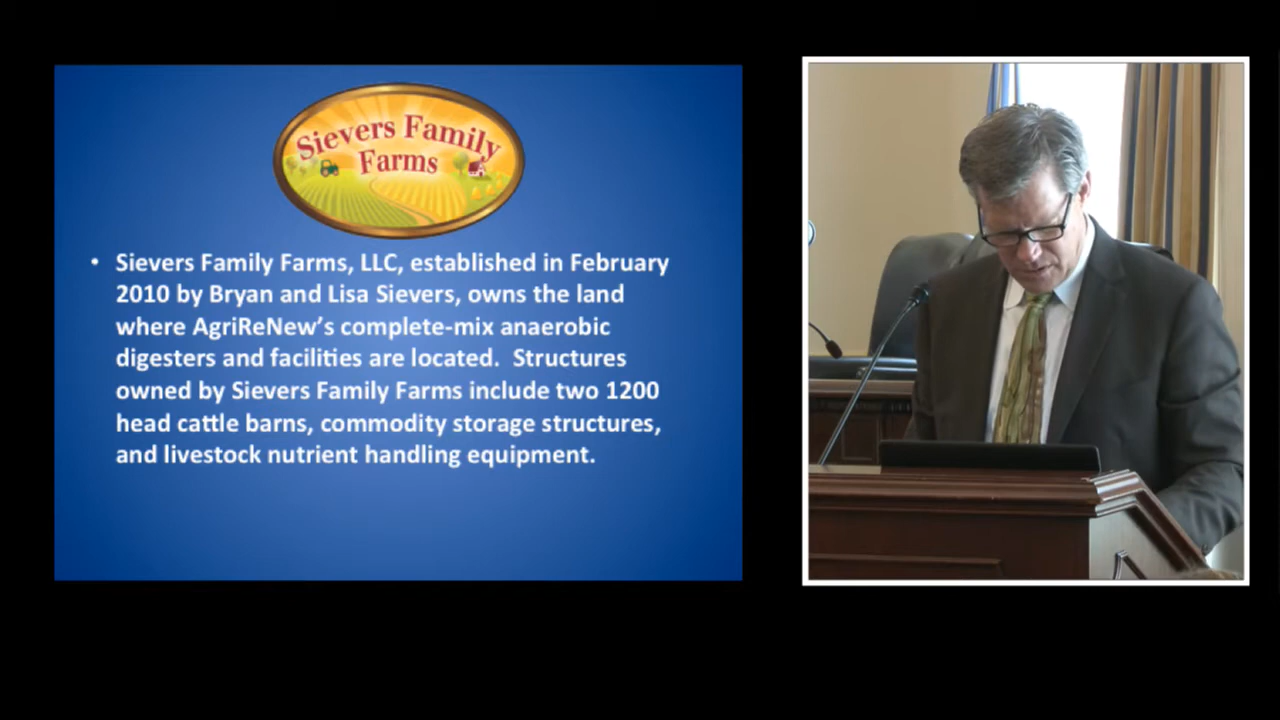 Sievers Family
Farms
• Sievers Family Farms, LLC, established in February
2010 by Bryan and Lisa Sievers, owns the land
where AgriReNew’s complete-mix anaerobic
digesters and facilities are located.  Structures
owned by Sievers Family Farms include two 1200
head cattle barns, commodity storage structures,
and livestock nutrient handling equipment.